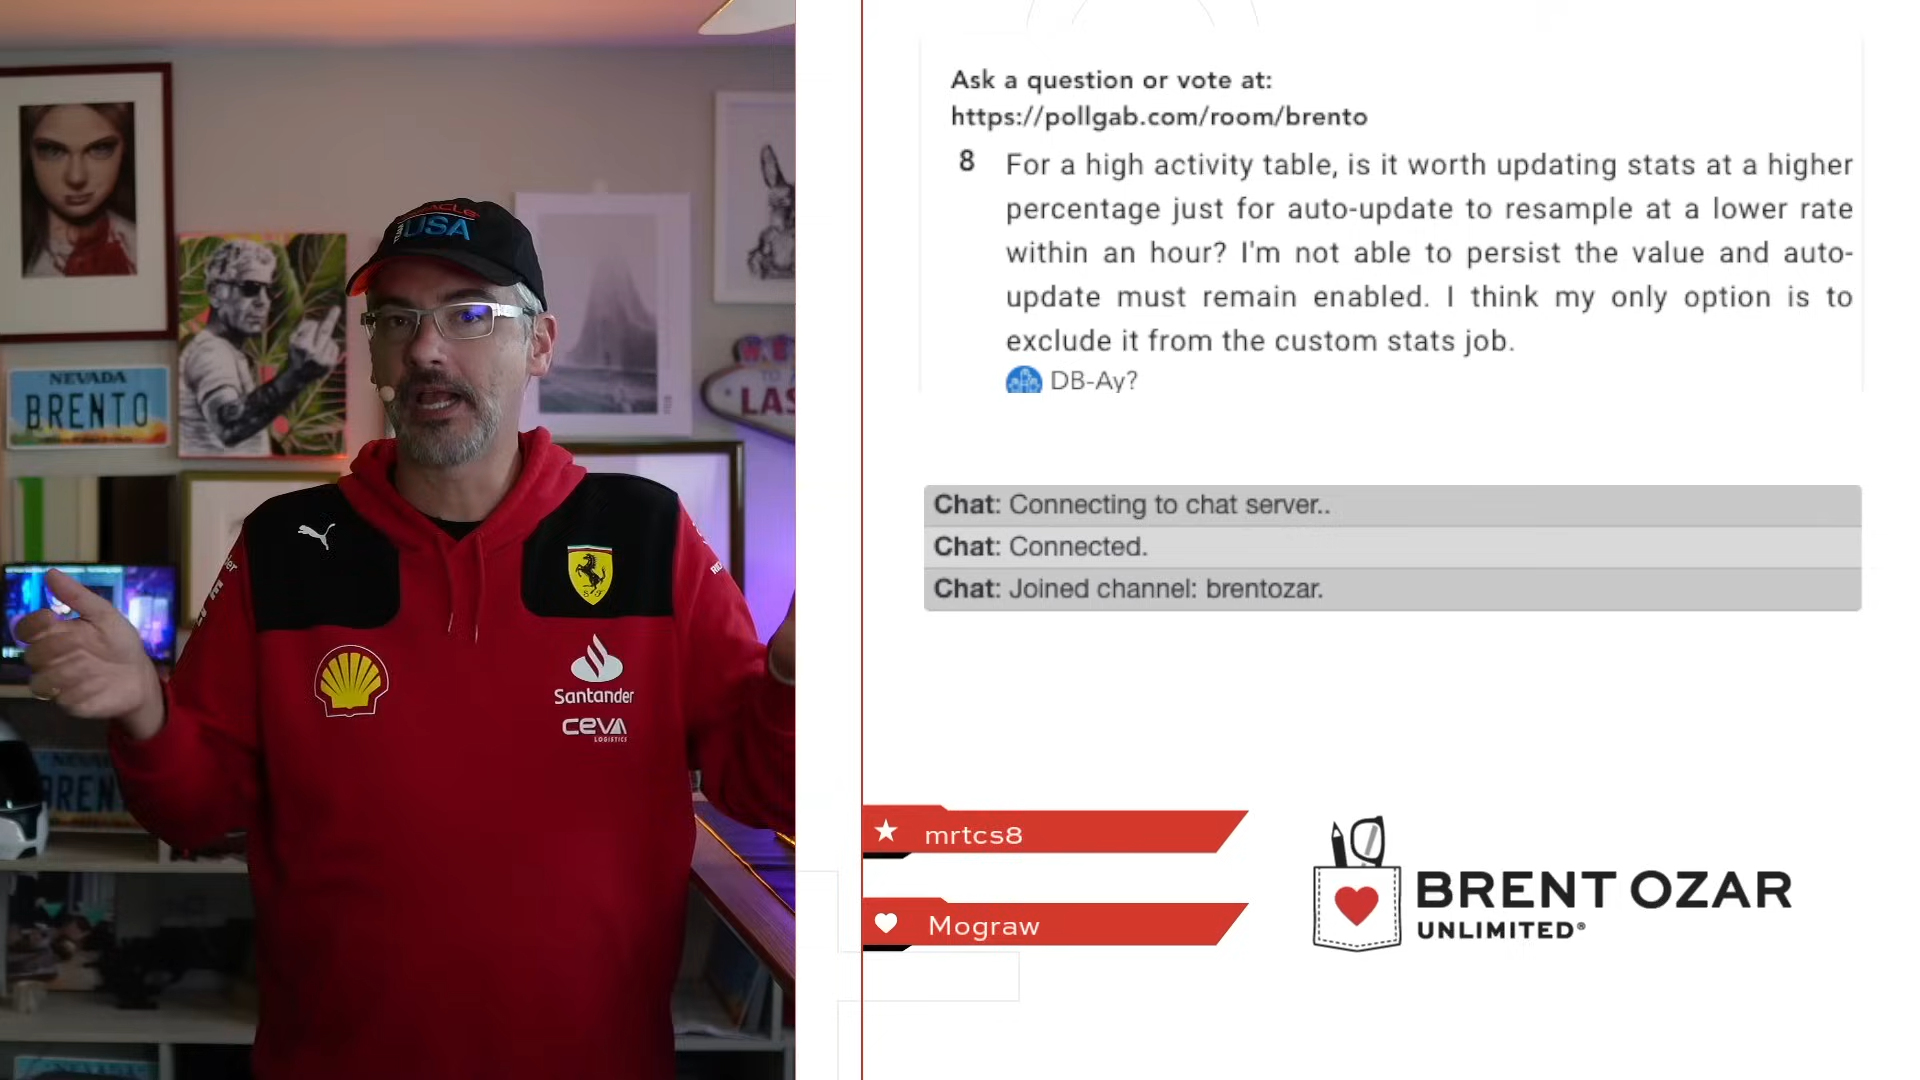 Ask a question or vote at:
https://pollgab.com/room/brento
8
For a high activity table, is it worth updating stats at a higher
percentage just for auto-update to resample at a lower rate
within an hour? I'm not able to persist the value and auto-
update must remain enabled. I think my only option is to
exclude it from the custom stats job.
DB-Ay?
Chat: Connecting to chat server..
Chat: Connected.
Chat: Joined channel: brentozar.
mrtcs8
Mograw
BRENT OZAR
UNLIMITED®
NEVADA
BRENTO
LAS
USA
Santander
CEVA
LOGISTICS
BREN